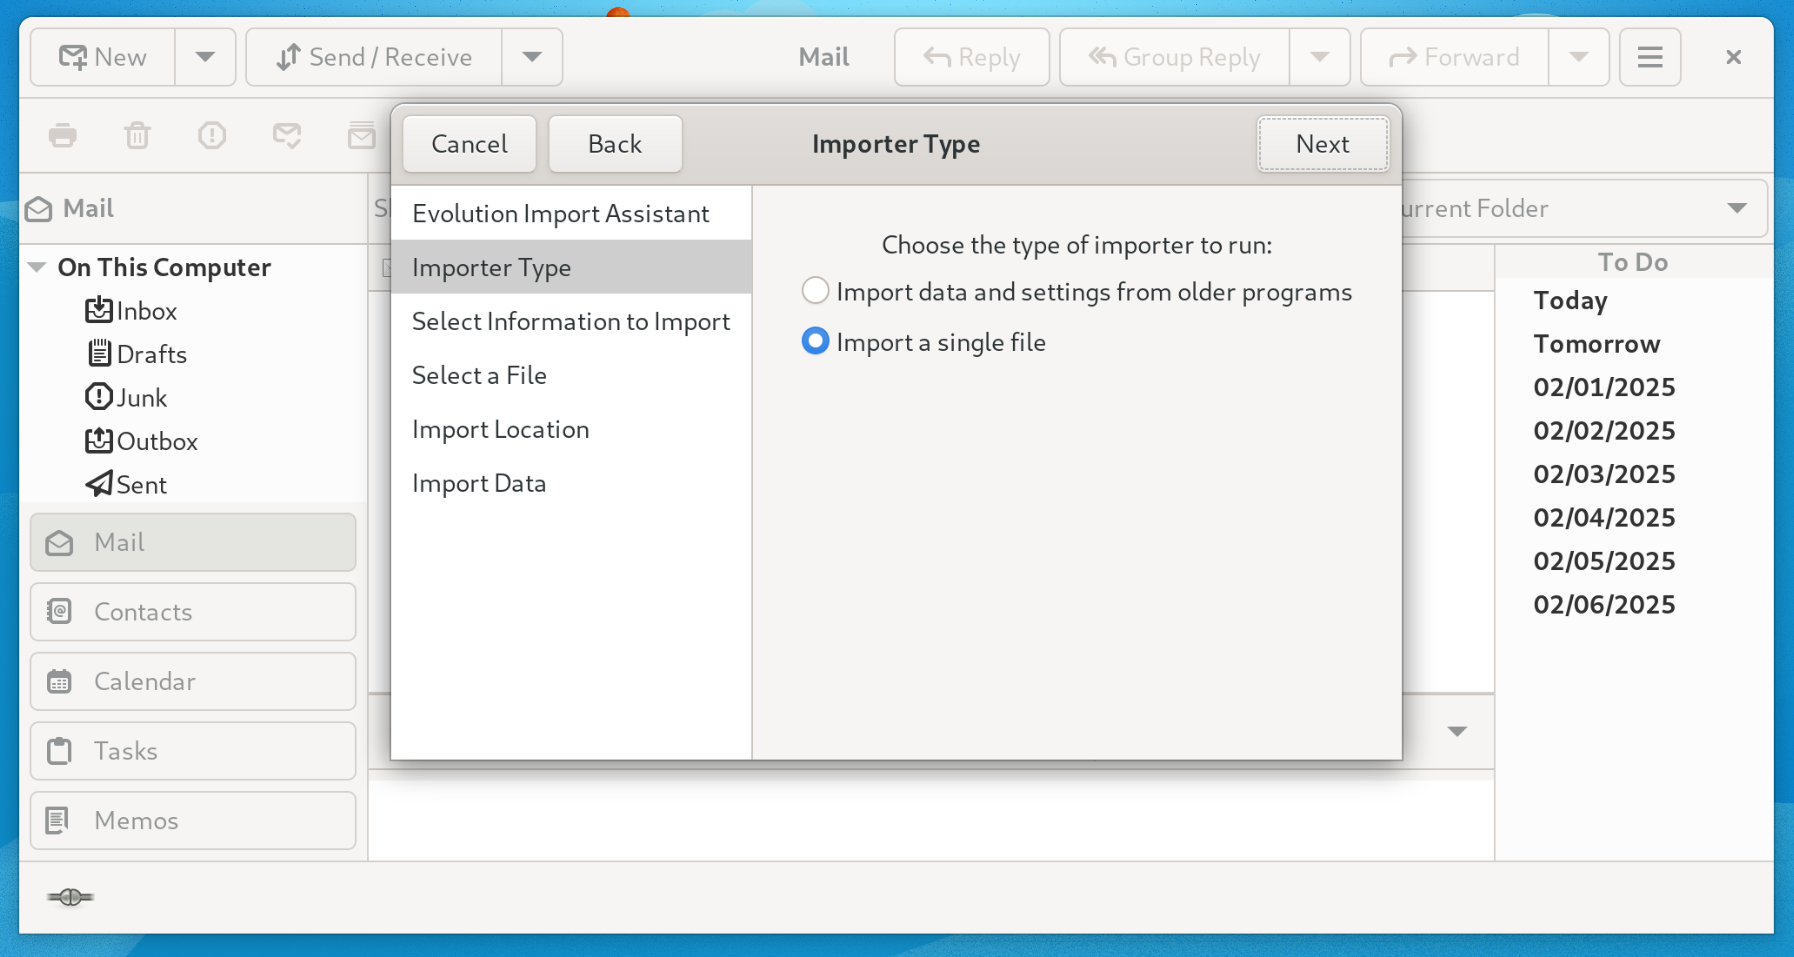 New
Send / Receive
Mail
Reply
Group Reply
Forward
Cancel
Back
Importer Type
Next
Mail
urrent Folder
Evolution Import Assistant
Importer Type
Select Information to Import
Select a File
Import Location
Import Data
Choose the type of importer to run:
Import data and settings from older programs
Import a single file
On This Computer
Inbox
Drafts
Junk
Outbox
Sent
Mail
Contacts
Calendar
Tasks
Memos
To Do
Today
Tomorrow
02/01/2025
02/02/2025
02/03/2025
02/04/2025
02/05/2025
02/06/2025